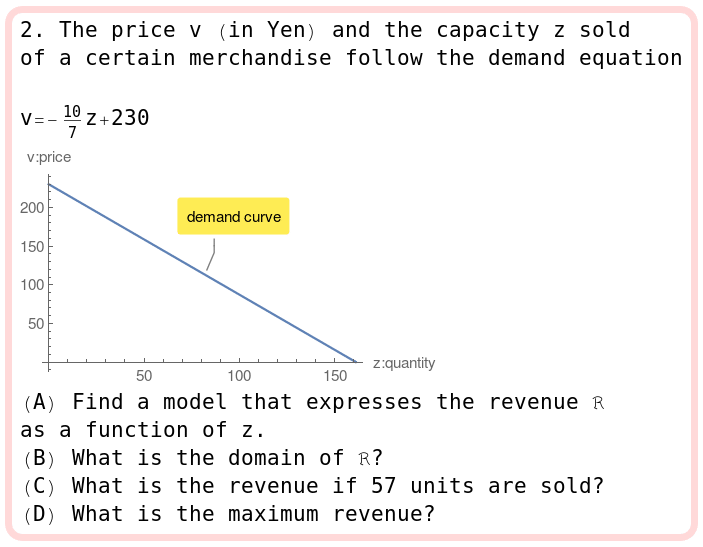 2. The price v (in Yen) and the capacity z sold
of a certain merchandise follow the demand equation
v=-10/7 z+230
v:price
200
150
100
50
demand curve
50 100 150 z:quantity
(A) Find a model that expresses the revenue ℛ
as a function of z.
(B) What is the domain of ℛ?
(C) What is the revenue if 57 units are sold?
(D) What is the maximum revenue?